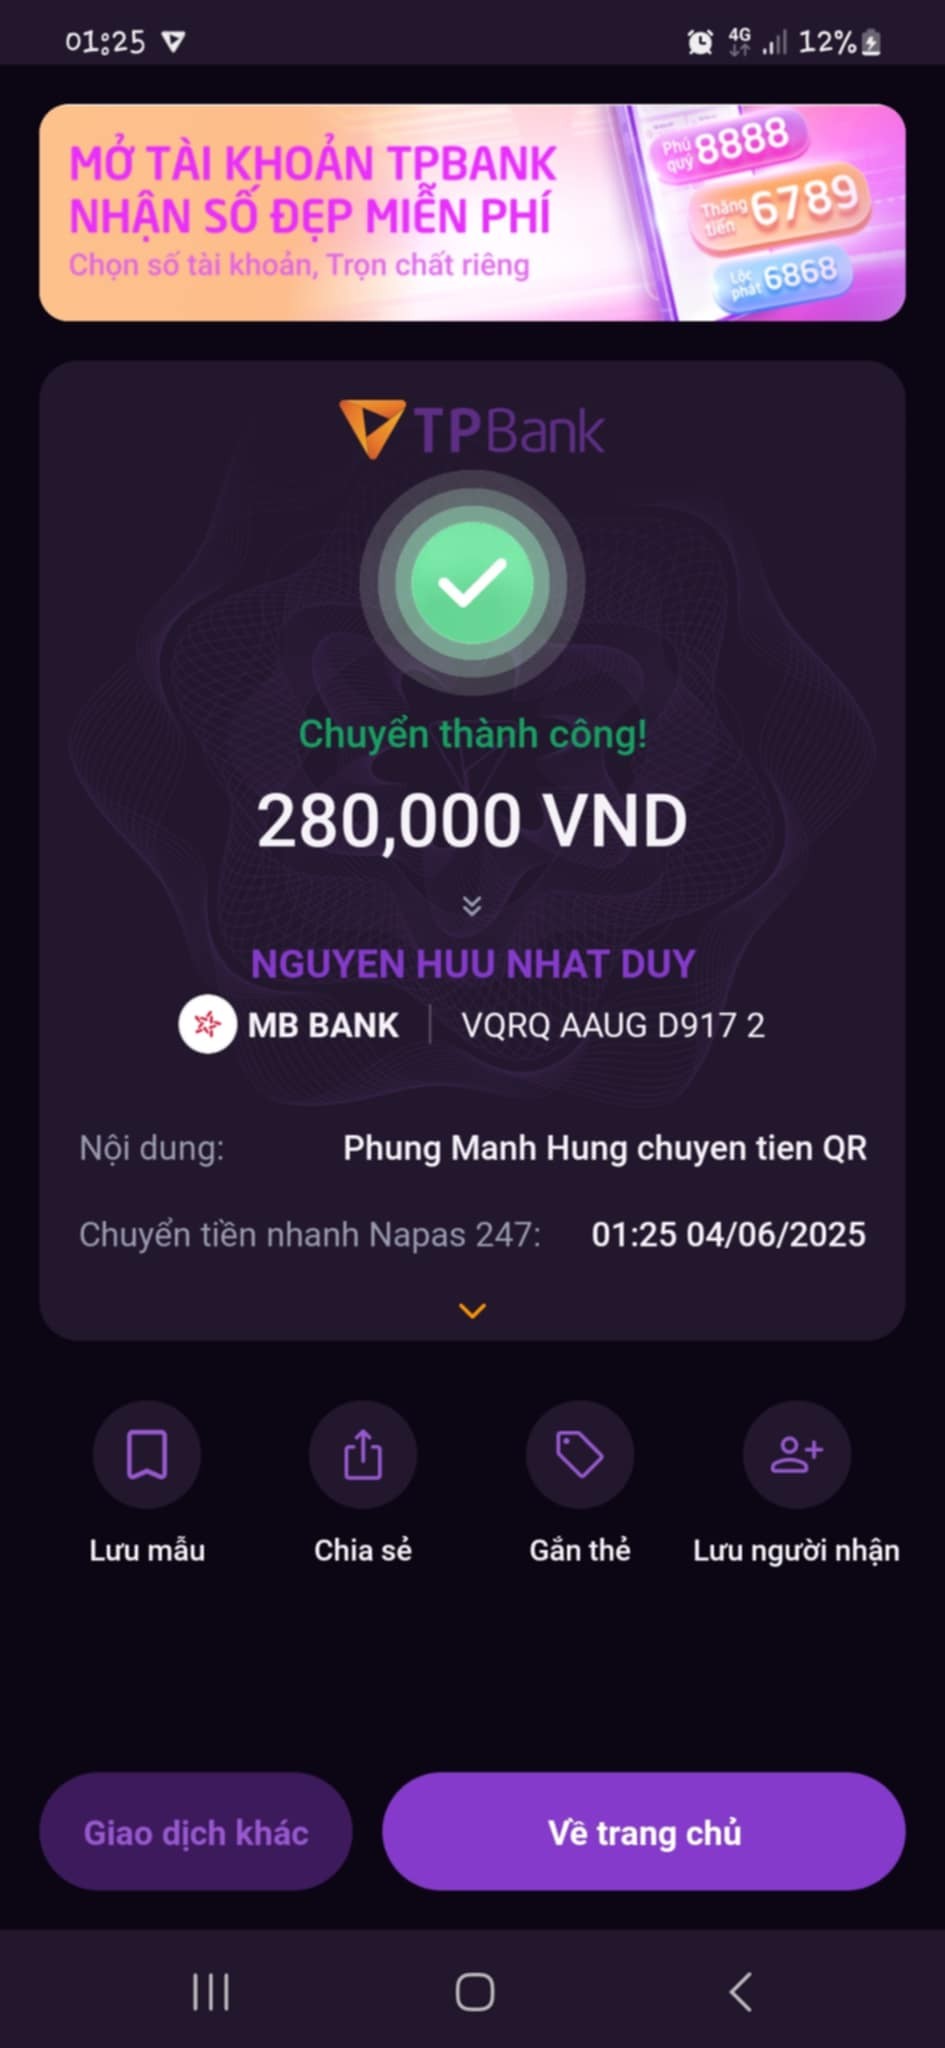 01:25 4G 12%
MỞ TÀI KHOẢN TPBANK
NHẬN SỐ ĐẸP MIỄN PHÍ
Chọn số tài khoản, Trọn chất riêng
Phú quý 8888
Thăng tiến 6789
Lộc phát 6868
TPBank
Chuyển thành công!
280,000 VND
NGUYEN HUU NHAT DUY
MB BANK | VQRQ AAUG D917 2
Nội dung: Phung Manh Hung chuyen tien QR
Chuyển tiền nhanh Napas 247: 01:25 04/06/2025
Lưu mẫu Chia sẻ Gắn thẻ Lưu người nhận
Giao dịch khác Về trang chủ